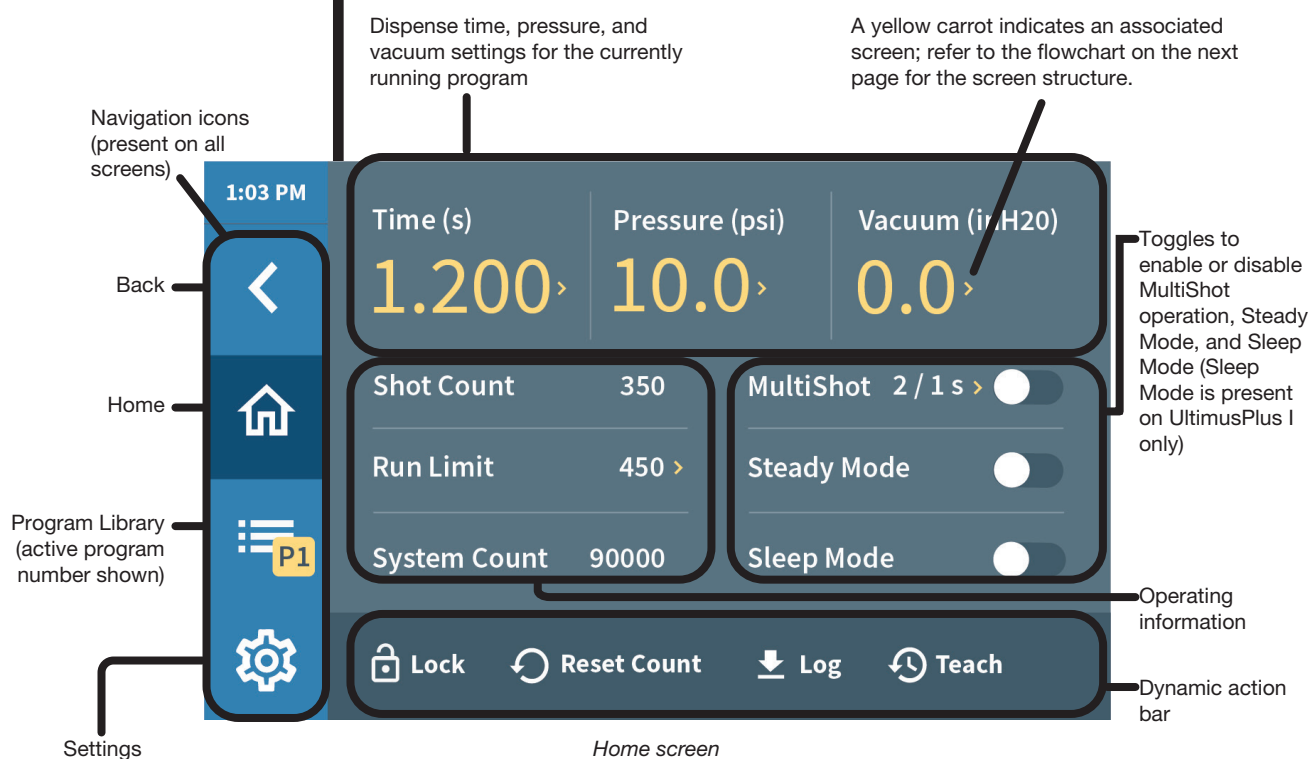 Dispense time, pressure, and
vacuum settings for the currently
running program
A yellow carrot indicates an associated
screen; refer to the flowchart on the next
page for the screen structure.
Navigation icons
(present on all
screens)
1:03 PM
Time (s)
Pressure (psi)
Vacuum (inH20)
1.200
10.0
0.0
Back
Home
Program Library
(active program
number shown)
P1
Settings
Shot Count 350
Run Limit 450
System Count 90000
MultiShot 2 / 1 s
Steady Mode
Sleep Mode
Toggles to
enable or disable
MultiShot
operation, Steady
Mode, and Sleep
Mode (Sleep
Mode is present
on UltimusPlus I
only)
Operating
information
Lock Reset Count Log Teach
Dynamic action
bar
Home screen